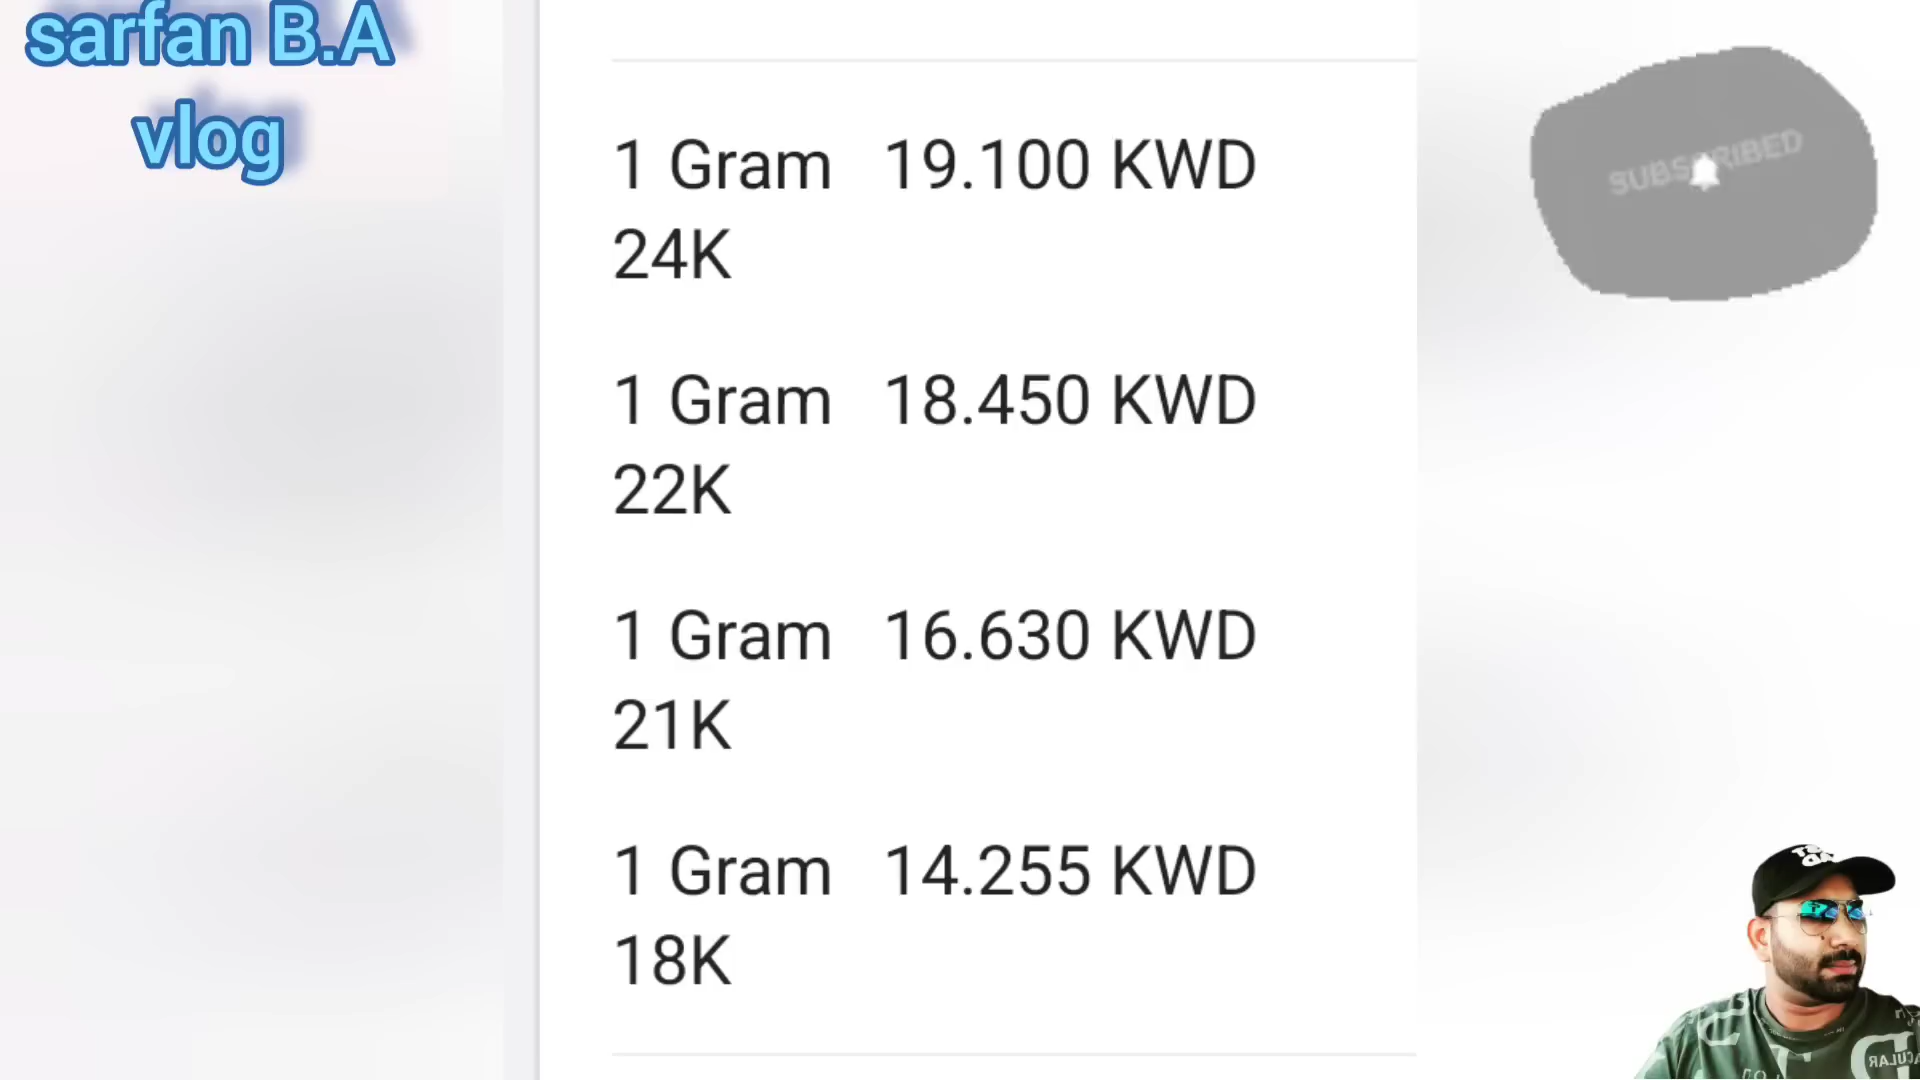 sarfan B.A
vlog
1 Gram 19.100 KWD
24K
1 Gram 18.450 KWD
22K
1 Gram 16.630 KWD
21K
1 Gram 14.255 KWD
18K
SUBSCRIBED